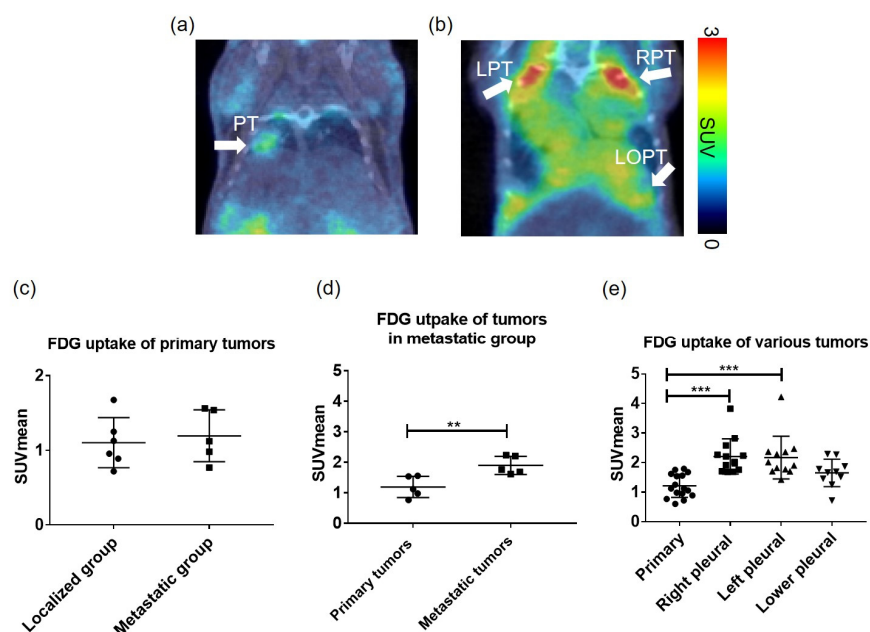 (a)
PT
(b)
LPT
RPT
LOPT
3
SUV
0
(c)
FDG uptake of primary tumors
SUVmean
2
1
0
Localized group
Metastatic group
(d)
FDG utpake of tumors
in metastatic group
SUVmean
5
4
3
2
1
0
**
Primary tumors
Metastatic tumors
(e)
FDG uptake of various tumors
SUVmean
5
4
3
2
1
0
***
***
Primary
Right pleural
Left pleural
Lower pleural